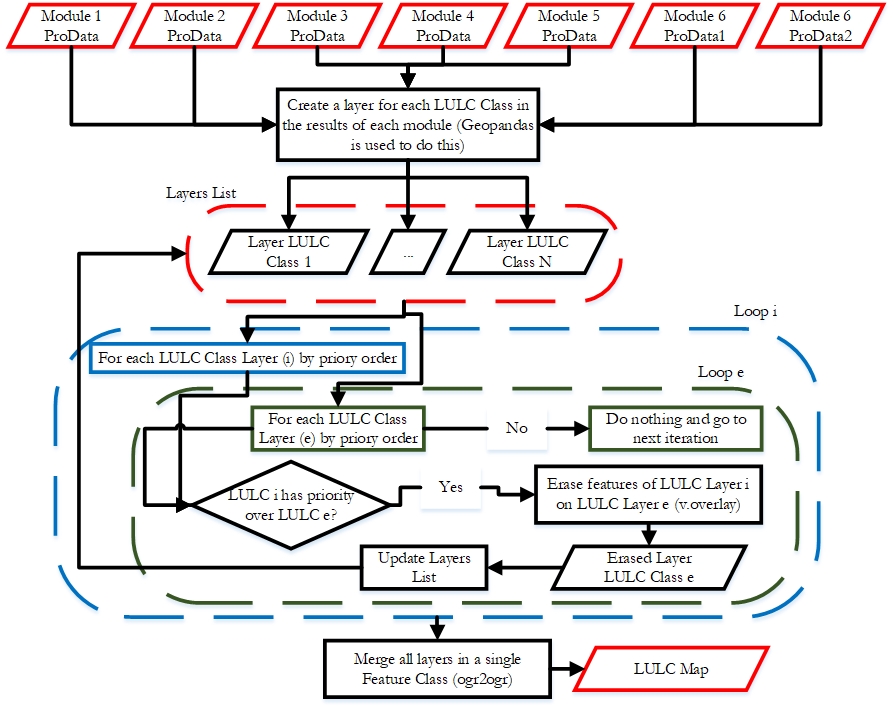 Module 1
ProData
Module 2
ProData
Module 3
ProData
Module 4
ProData
Module 5
ProData
Module 6
ProData1
Module 6
ProData2
Create a layer for each LULC Class in
the results of each module (Geopandas
is used to do this)
Layers List
Layer LULC
Class 1
...
Layer LULC
Class N
Loop i
For each LULC Class Layer (i) by priory order
Loop e
For each LULC Class
Layer (e) by priory order
No
Do nothing and go to
next iteration
LULC i has priority
over LULC e?
Yes
Erase features of LULC Layer i
on LULC Layer e (v.overlay)
Update Layers
List
Erased Layer
LULC Class e
Merge all layers in a single
Feature Class (ogr2ogr)
LULC Map